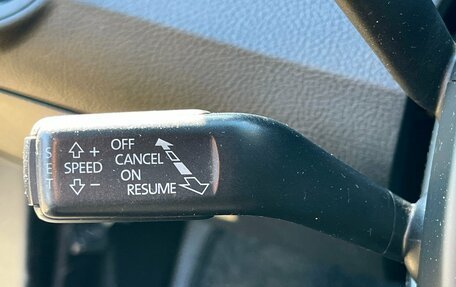 SET
SPEED
+
-
OFF
CANCEL
ON
RESUME